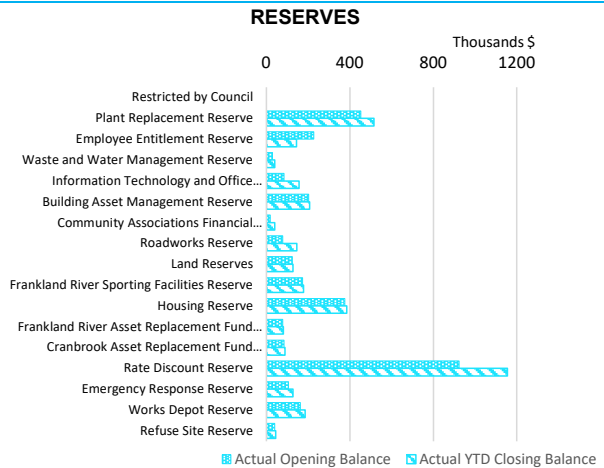 RESERVES
Thousands $
0 400 800 1200
Restricted by Council
Plant Replacement Reserve
Employee Entitlement Reserve
Waste and Water Management Reserve
Information Technology and Office...
Building Asset Management Reserve
Community Associations Financial...
Roadworks Reserve
Land Reserves
Frankland River Sporting Facilities Reserve
Housing Reserve
Frankland River Asset Replacement Fund...
Cranbrook Asset Replacement Fund...
Rate Discount Reserve
Emergency Response Reserve
Works Depot Reserve
Refuse Site Reserve
Actual Opening Balance Actual YTD Closing Balance